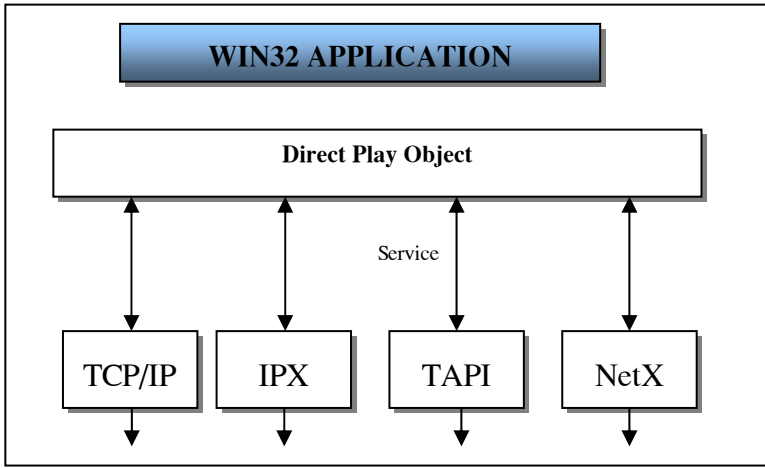 WIN32 APPLICATION
Direct Play Object
Service
TCP/IP
IPX
TAPI
NetX